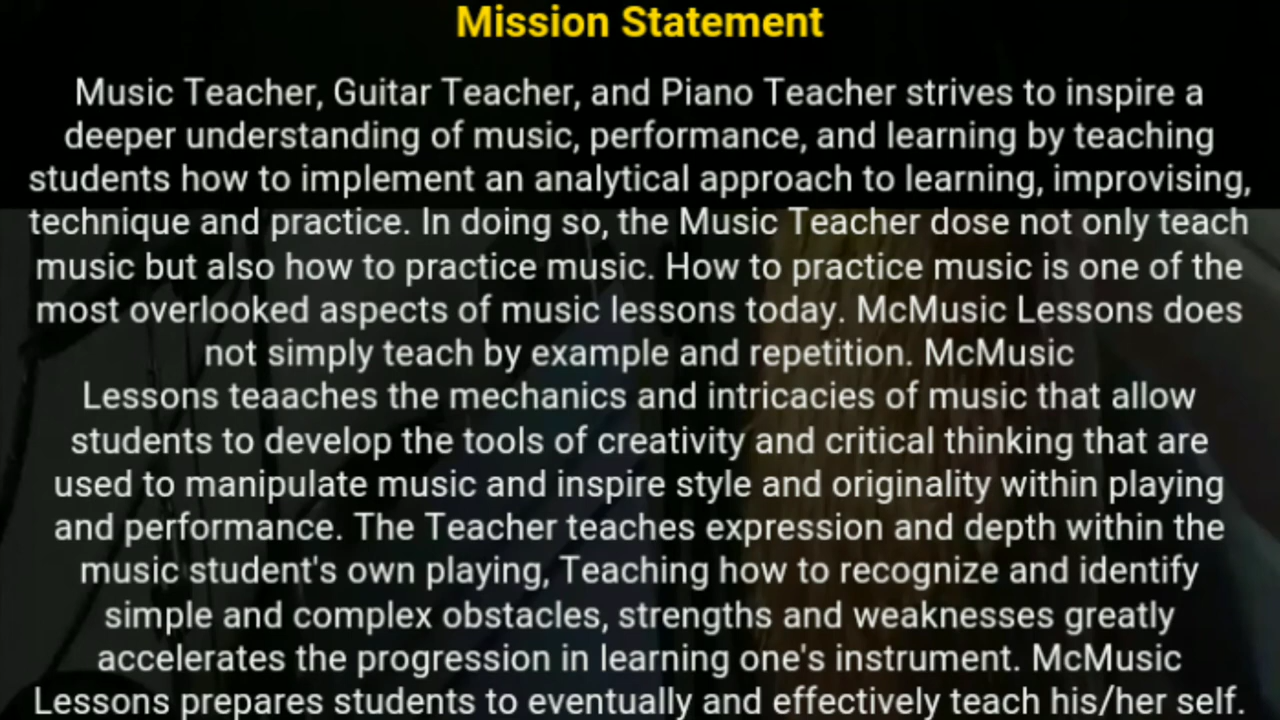 Mission Statement
Music Teacher, Guitar Teacher, and Piano Teacher strives to inspire a
deeper understanding of music, performance, and learning by teaching
students how to implement an analytical approach to learning, improvising,
technique and practice. In doing so, the Music Teacher dose not only teach
music but also how to practice music. How to practice music is one of the
most overlooked aspects of music lessons today. McMusic Lessons does
not simply teach by example and repetition. McMusic
Lessons teaaches the mechanics and intricacies of music that allow
students to develop the tools of creativity and critical thinking that are
used to manipulate music and inspire style and originality within playing
and performance. The Teacher teaches expression and depth within the
music student's own playing, Teaching how to recognize and identify
simple and complex obstacles, strengths and weaknesses greatly
accelerates the progression in learning one's instrument. McMusic
Lessons prepares students to eventually and effectively teach his/her self.